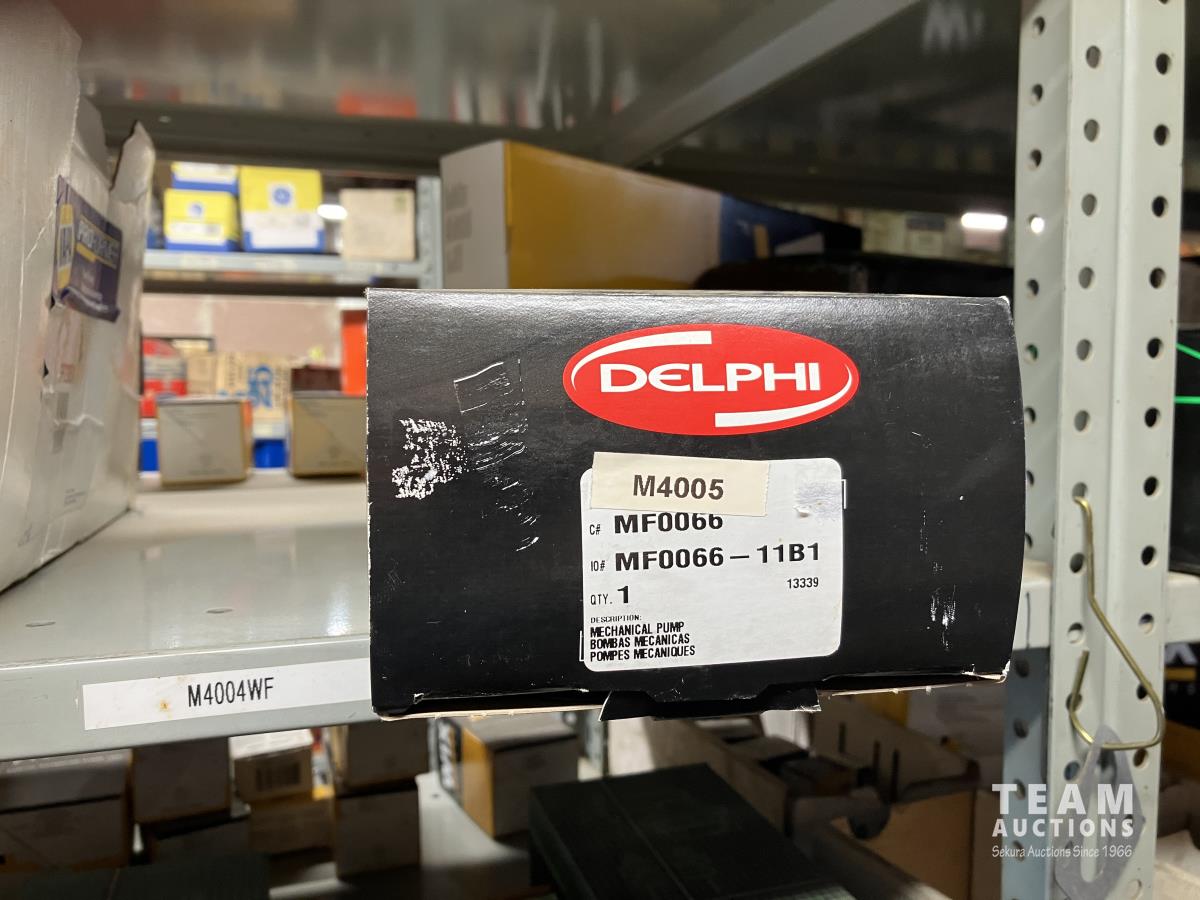 DELPHI
M4005
C# MF0066
IO# MF0066-11B1
QTY. 1 13339
DESCRIPTION:
MECHANICAL PUMP
BOMBAS MECANICAS
POMPES MECANIQUES
M4004WF
TEAM
AUCTIONS
Sekura Auctions Since 1966